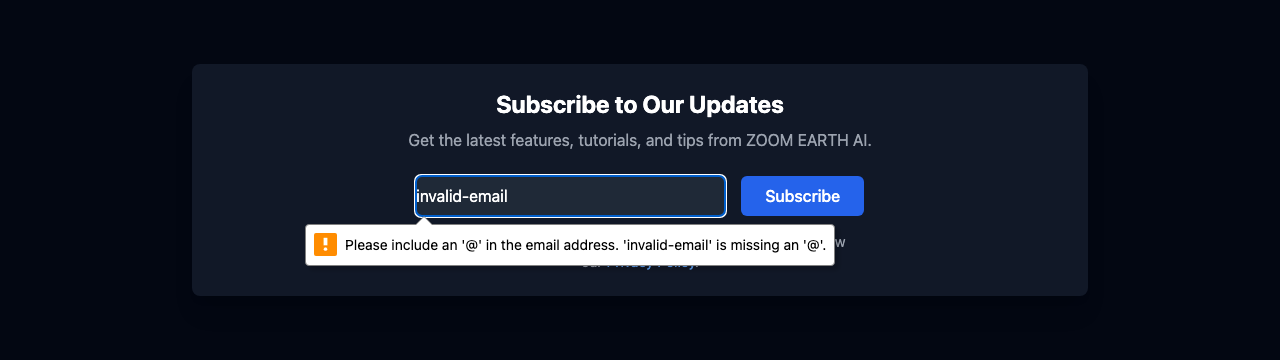 Subscribe to Our Updates
Get the latest features, tutorials, and tips from ZOOM EARTH AI.
invalid-email
Subscribe
Please include an '@' in the email address. 'invalid-email' is missing an '@'.